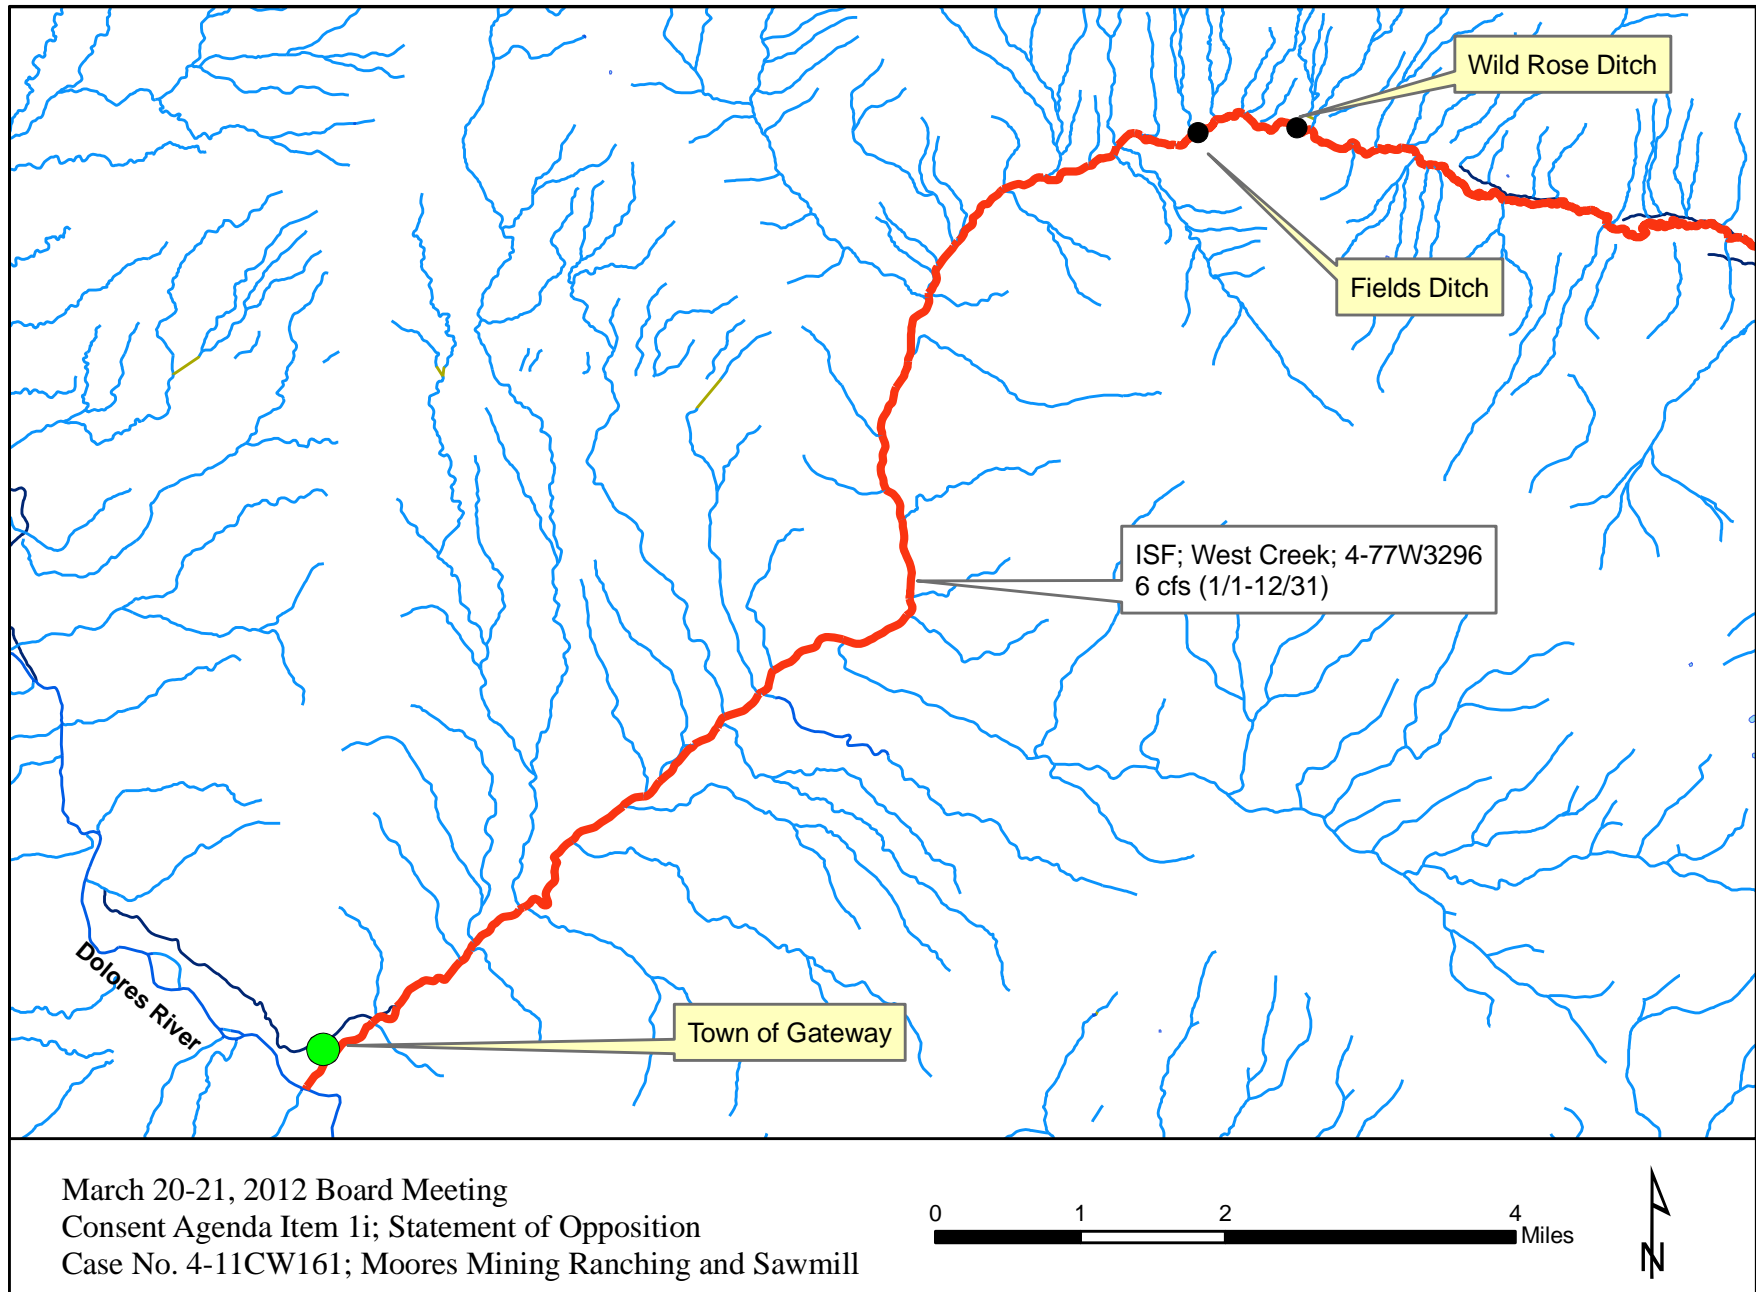 Wild Rose Ditch
Fields Ditch
ISF; West Creek; 4-77W3296
6 cfs (1/1-12/31)
Dolores River
Town of Gateway
March 20-21, 2012 Board Meeting
Consent Agenda Item 1i; Statement of Opposition
Case No. 4-11CW161; Moores Mining Ranching and Sawmill
0 1 2 4
Miles
N